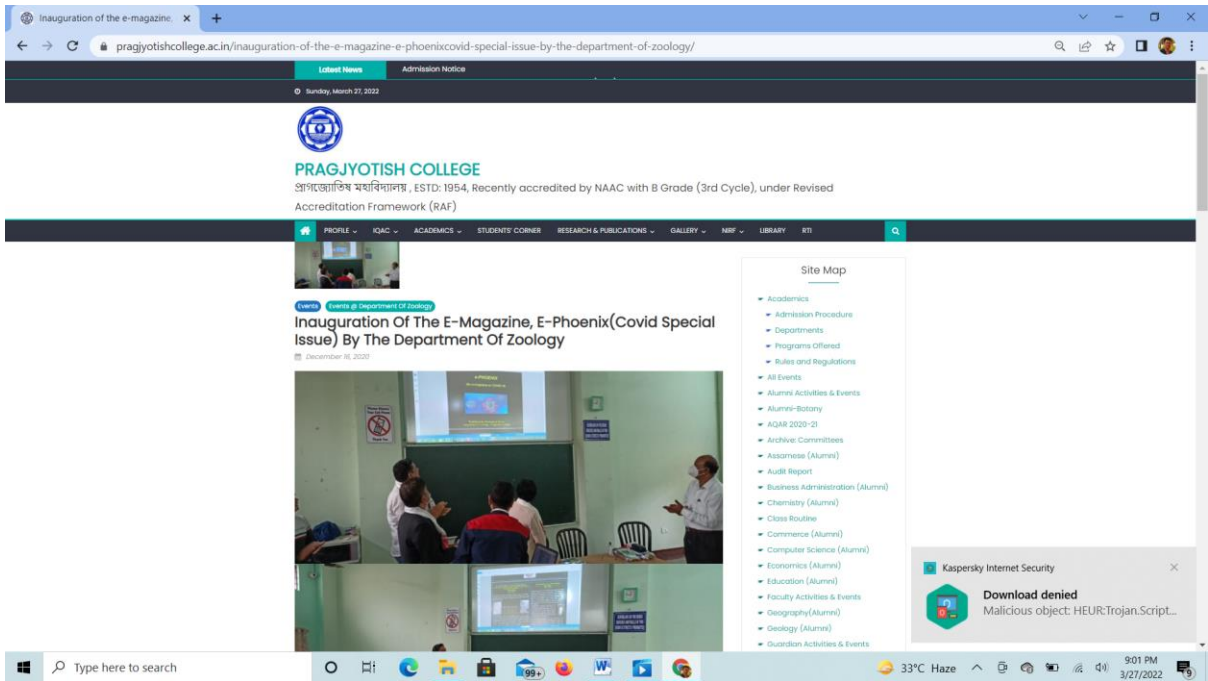 Inauguration of the e-magazine,
pragjyotishcollege.ac.in/inauguration-of-the-e-magazine-e-phoenixcovid-special-issue-by-the-department-of-zoology/
Latest News Admission Notice
Sunday, March 27, 2022
PRAGJYOTISH COLLEGE
প্রাগজ্যোতিষ মহাবিদ্যালয় , ESTD: 1954, Recently accredited by NAAC with B Grade (3rd Cycle), under Revised
Accreditation Framework (RAF)
PROFILE IQAC ACADEMICS STUDENTS' CORNER RESEARCH & PUBLICATIONS GALLERY NIRF LIBRARY RTI
Events Events @ Department Of Zoology
Inauguration Of The E-Magazine, E-Phoenix(Covid Special
Issue) By The Department Of Zoology
December 16, 2020
Site Map
Academics
Admission Procedure
Departments
Programs Offered
Rules and Regulations
All Events
Alumni Activities & Events
Alumni-Botany
AQAR 2020-21
Archive: Committees
Assamese (Alumni)
Audit Report
Business Administration (Alumni)
Chemistry (Alumni)
Class Routine
Commerce (Alumni)
Computer Science (Alumni)
Economics (Alumni)
Education (Alumni)
Faculty Activities & Events
Geography(Alumni)
Geology (Alumni)
Guardian Activities & Events
Kaspersky Internet Security
Download denied
Malicious object: HEUR:Trojan.Script...
Type here to search
99+
33°C Haze
9:01 PM
3/27/2022
9